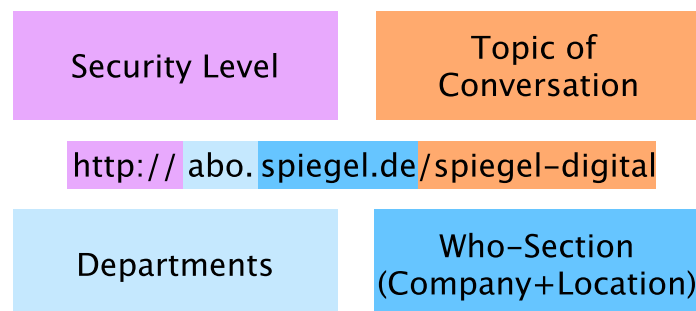 Security Level
Topic of
Conversation
http:// abo.spiegel.de/spiegel-digital
Departments
Who-Section
(Company+Location)